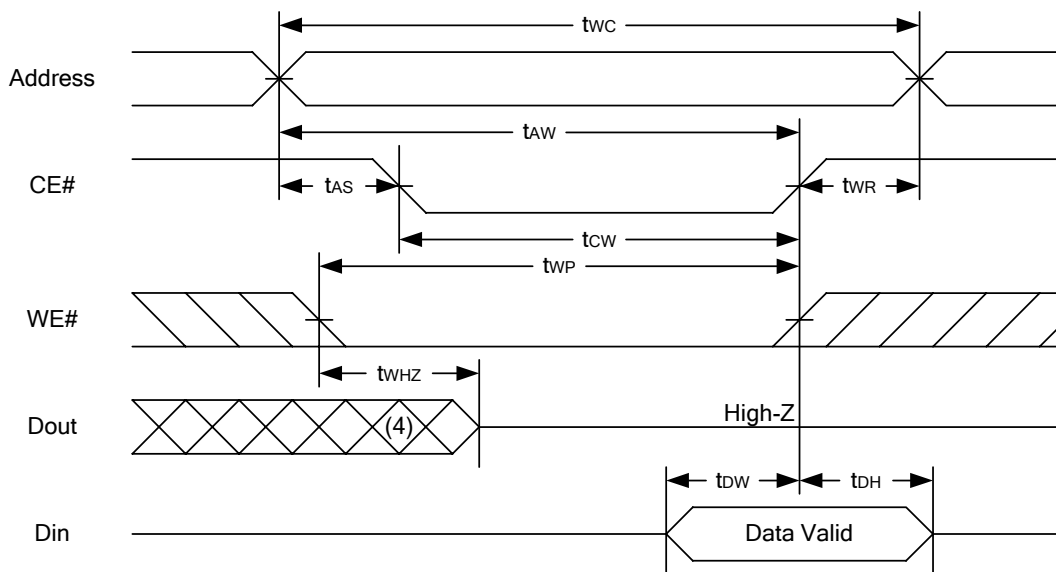 tWC
Address
tAW
CE#
tAS
tWR
tCW
tWP
WE#
tWHZ
Dout
(4)
High-Z
tDW
tDH
Din
Data Valid